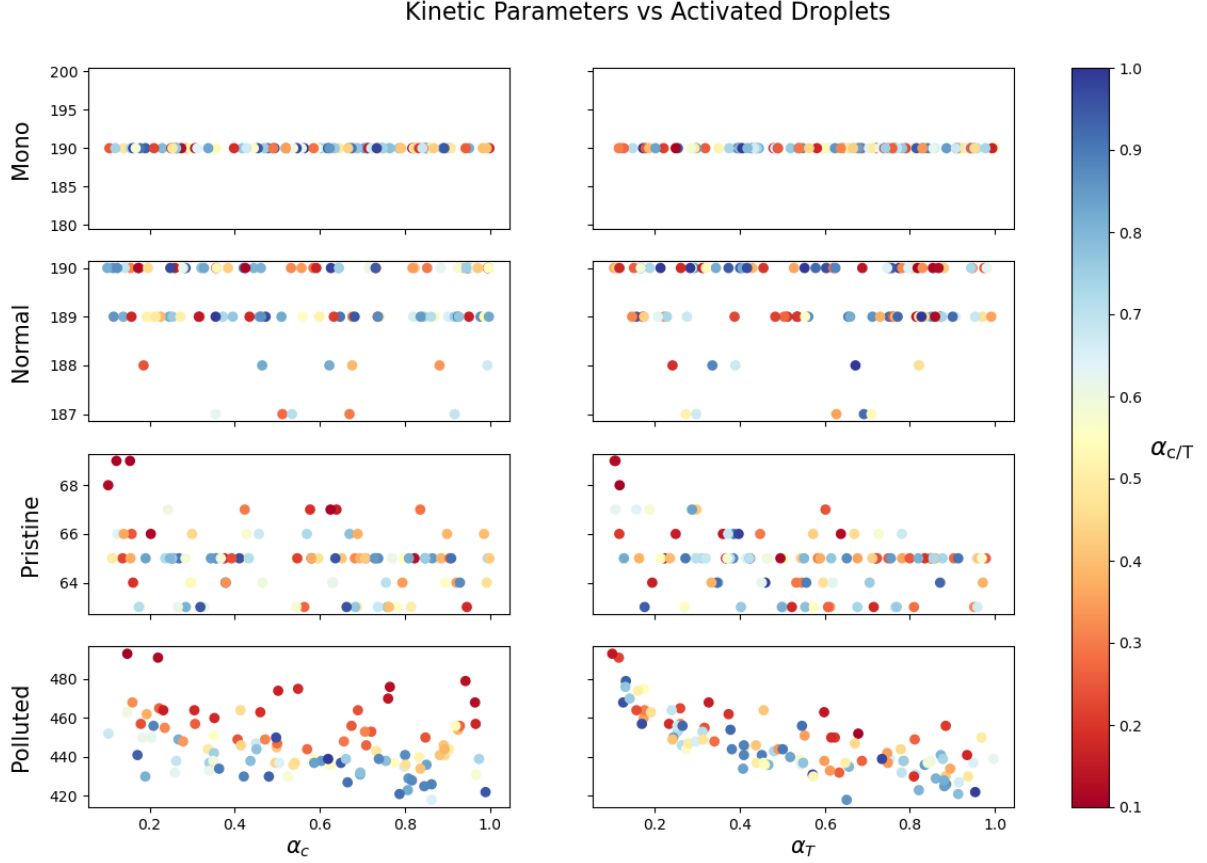 Kinetic Parameters vs Activated Droplets
Mono
200
195
190
185
180
Normal
190
189
188
187
Pristine
68
66
64
Polluted
480
460
440
420
0.2 0.4 0.6 0.8 1.0
α_c
0.2 0.4 0.6 0.8 1.0
α_T
1.0
0.9
0.8
0.7
0.6
0.5
0.4
0.3
0.2
0.1
α_c/T